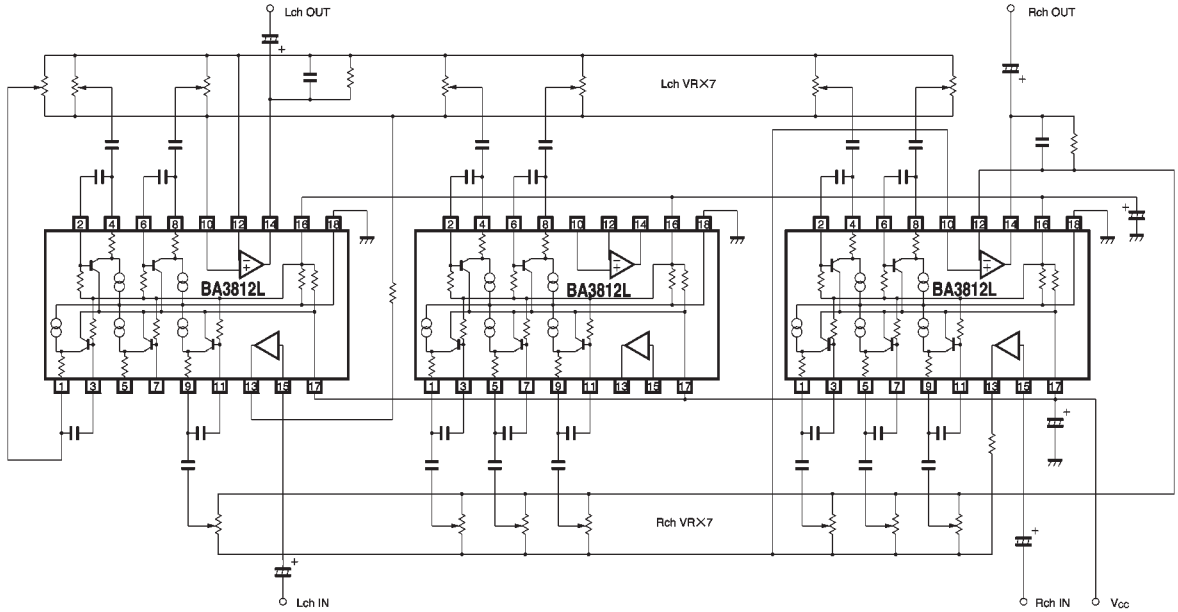 Lch OUT
Rch OUT
+
+
Lch VR×7
+
2 4 6 8 10 12 14 16 18
2 4 6 8 10 12 14 16 18
2 4 6 8 10 12 14 16 18
−
+
BA3812L
−
+
BA3812L
−
+
BA3812L
1 3 5 7 9 11 13 15 17
1 3 5 7 9 11 13 15 17
1 3 5 7 9 11 13 15 17
+
Rch VR×7
+
+
Lch IN
Rch IN
Vcc